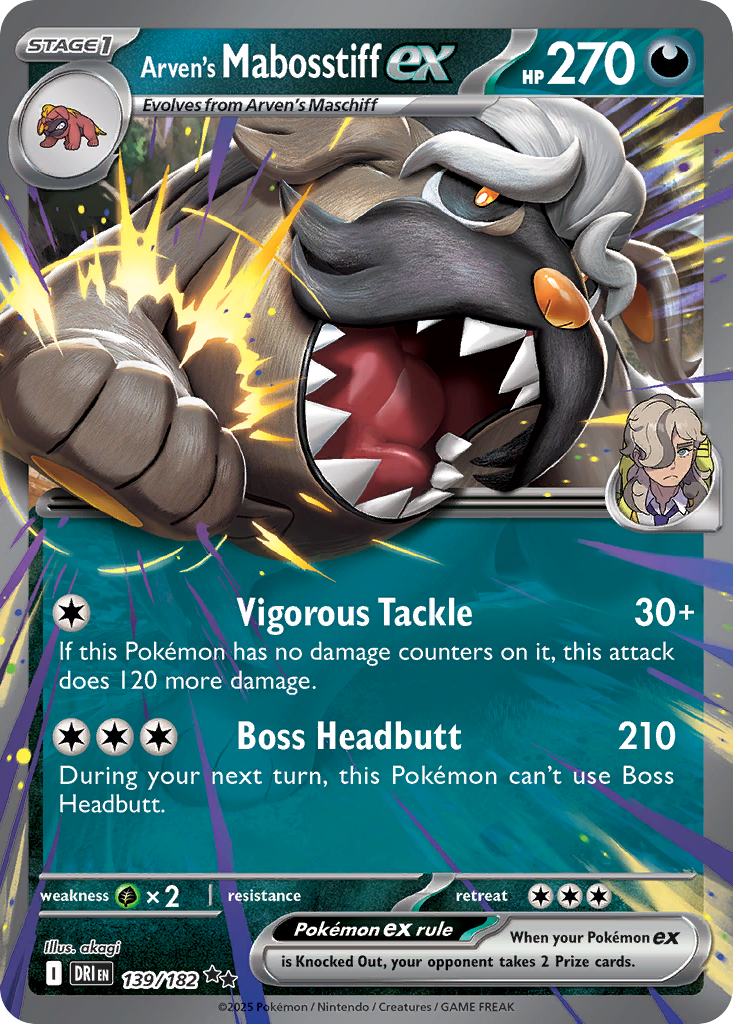 STAGE 1
Arven's Mabosstiff ex
HP 270
Evolves from Arven's Maschiff
Vigorous Tackle 30+
If this Pokémon has no damage counters on it, this attack
does 120 more damage.
Boss Headbutt 210
During your next turn, this Pokémon can't use Boss
Headbutt.
weakness ×2 resistance retreat
Pokémon ex rule When your Pokémon ex
is Knocked Out, your opponent takes 2 Prize cards.
Illus. akagi
I DRI EN 139/182
©2025 Pokémon / Nintendo / Creatures / GAME FREAK